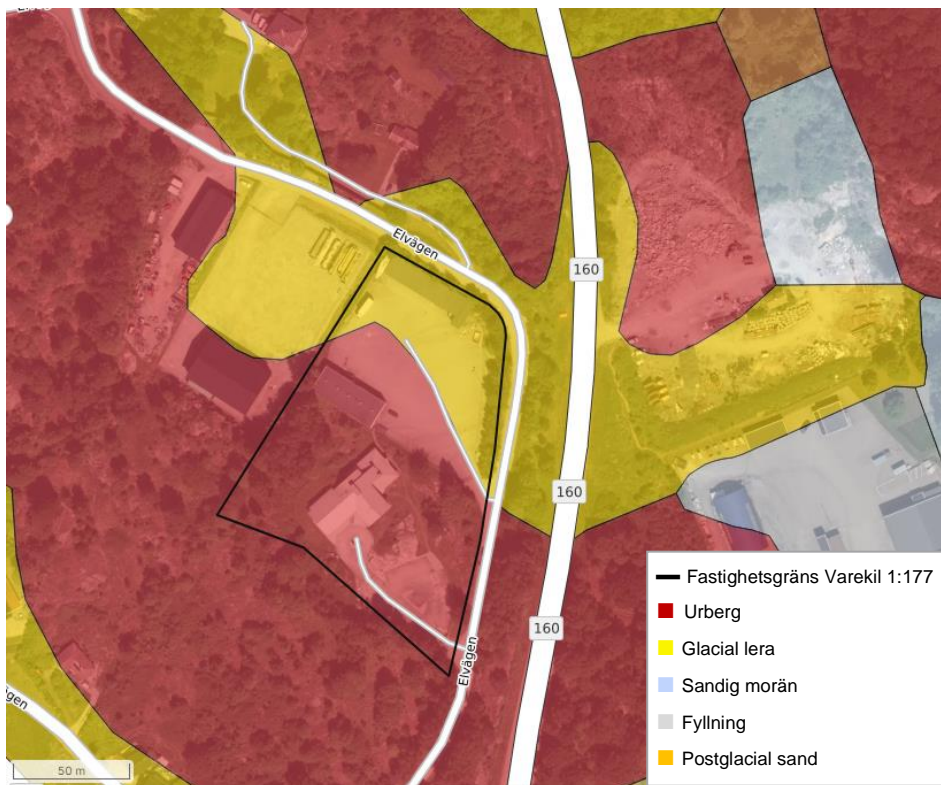 Elvägen
160
160
160
Elvägen
50 m
Fastighetsgräns Varekil 1:177
Urberg
Glacial lera
Sandig morän
Fyllning
Postglacial sand